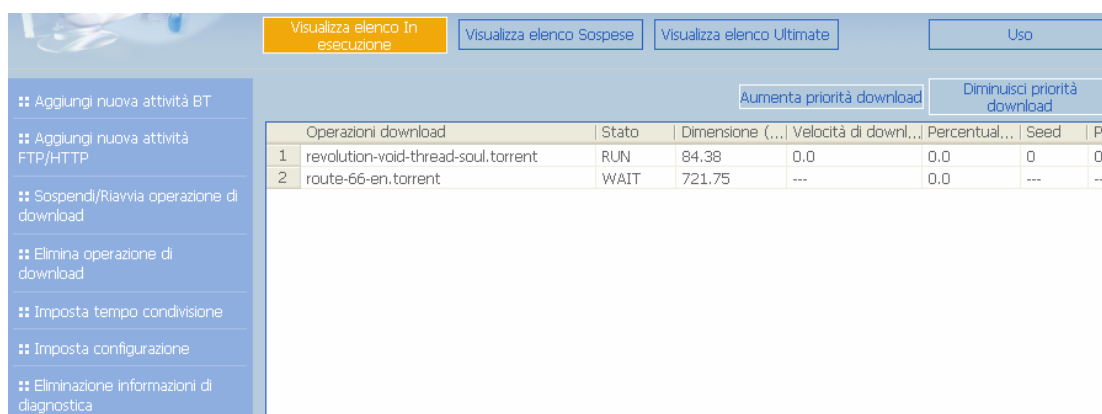 Visualizza elenco In
esecuzione
Visualizza elenco Sospese
Visualizza elenco Ultimate
Uso
:: Aggiungi nuova attività BT
:: Aggiungi nuova attività
FTP/HTTP
:: Sospendi/Riavvia operazione di
download
:: Elimina operazione di
download
:: Imposta tempo condivisione
:: Imposta configurazione
:: Eliminazione informazioni di
diagnostica
Aumenta priorità download
Diminuisci priorità
download
Operazioni download | Stato | Dimensione (...| Velocità di downl...| Percentual...| Seed | P
1 revolution-void-thread-soul.torrent RUN 84.38 0.0 0.0 0 0
2 route-66-en.torrent WAIT 721.75 --- 0.0 --- --